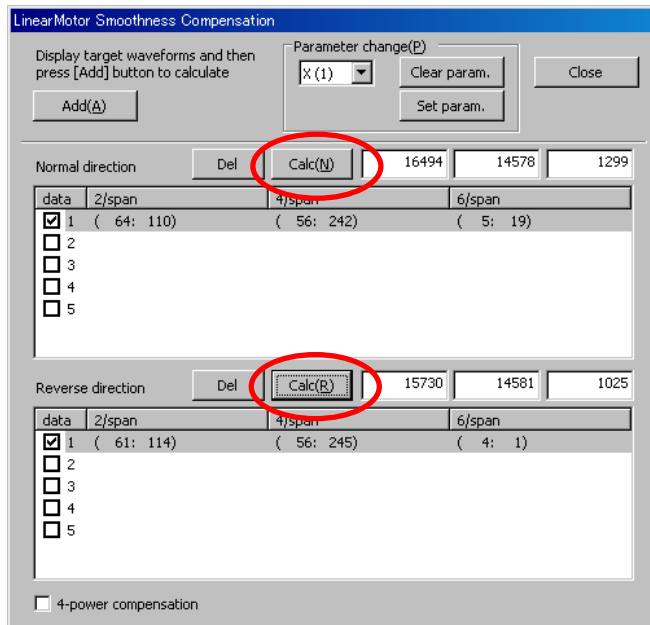 LinearMotor Smoothness Compensation
Display target waveforms and then
press [Add] button to calculate
Add(A)
Parameter change(P)
X (1)
Clear param.
Set param.
Close
Normal direction
Del
Calc(N)
16494
14578
1299
data 2/span 4/span 6/span
1 ( 64: 110) ( 56: 242) ( 5: 19)
2
3
4
5
Reverse direction
Del
Calc(R)
15730
14581
1025
data 2/span 4/span 6/span
1 ( 61: 114) ( 56: 245) ( 4: 1)
2
3
4
5
4-power compensation